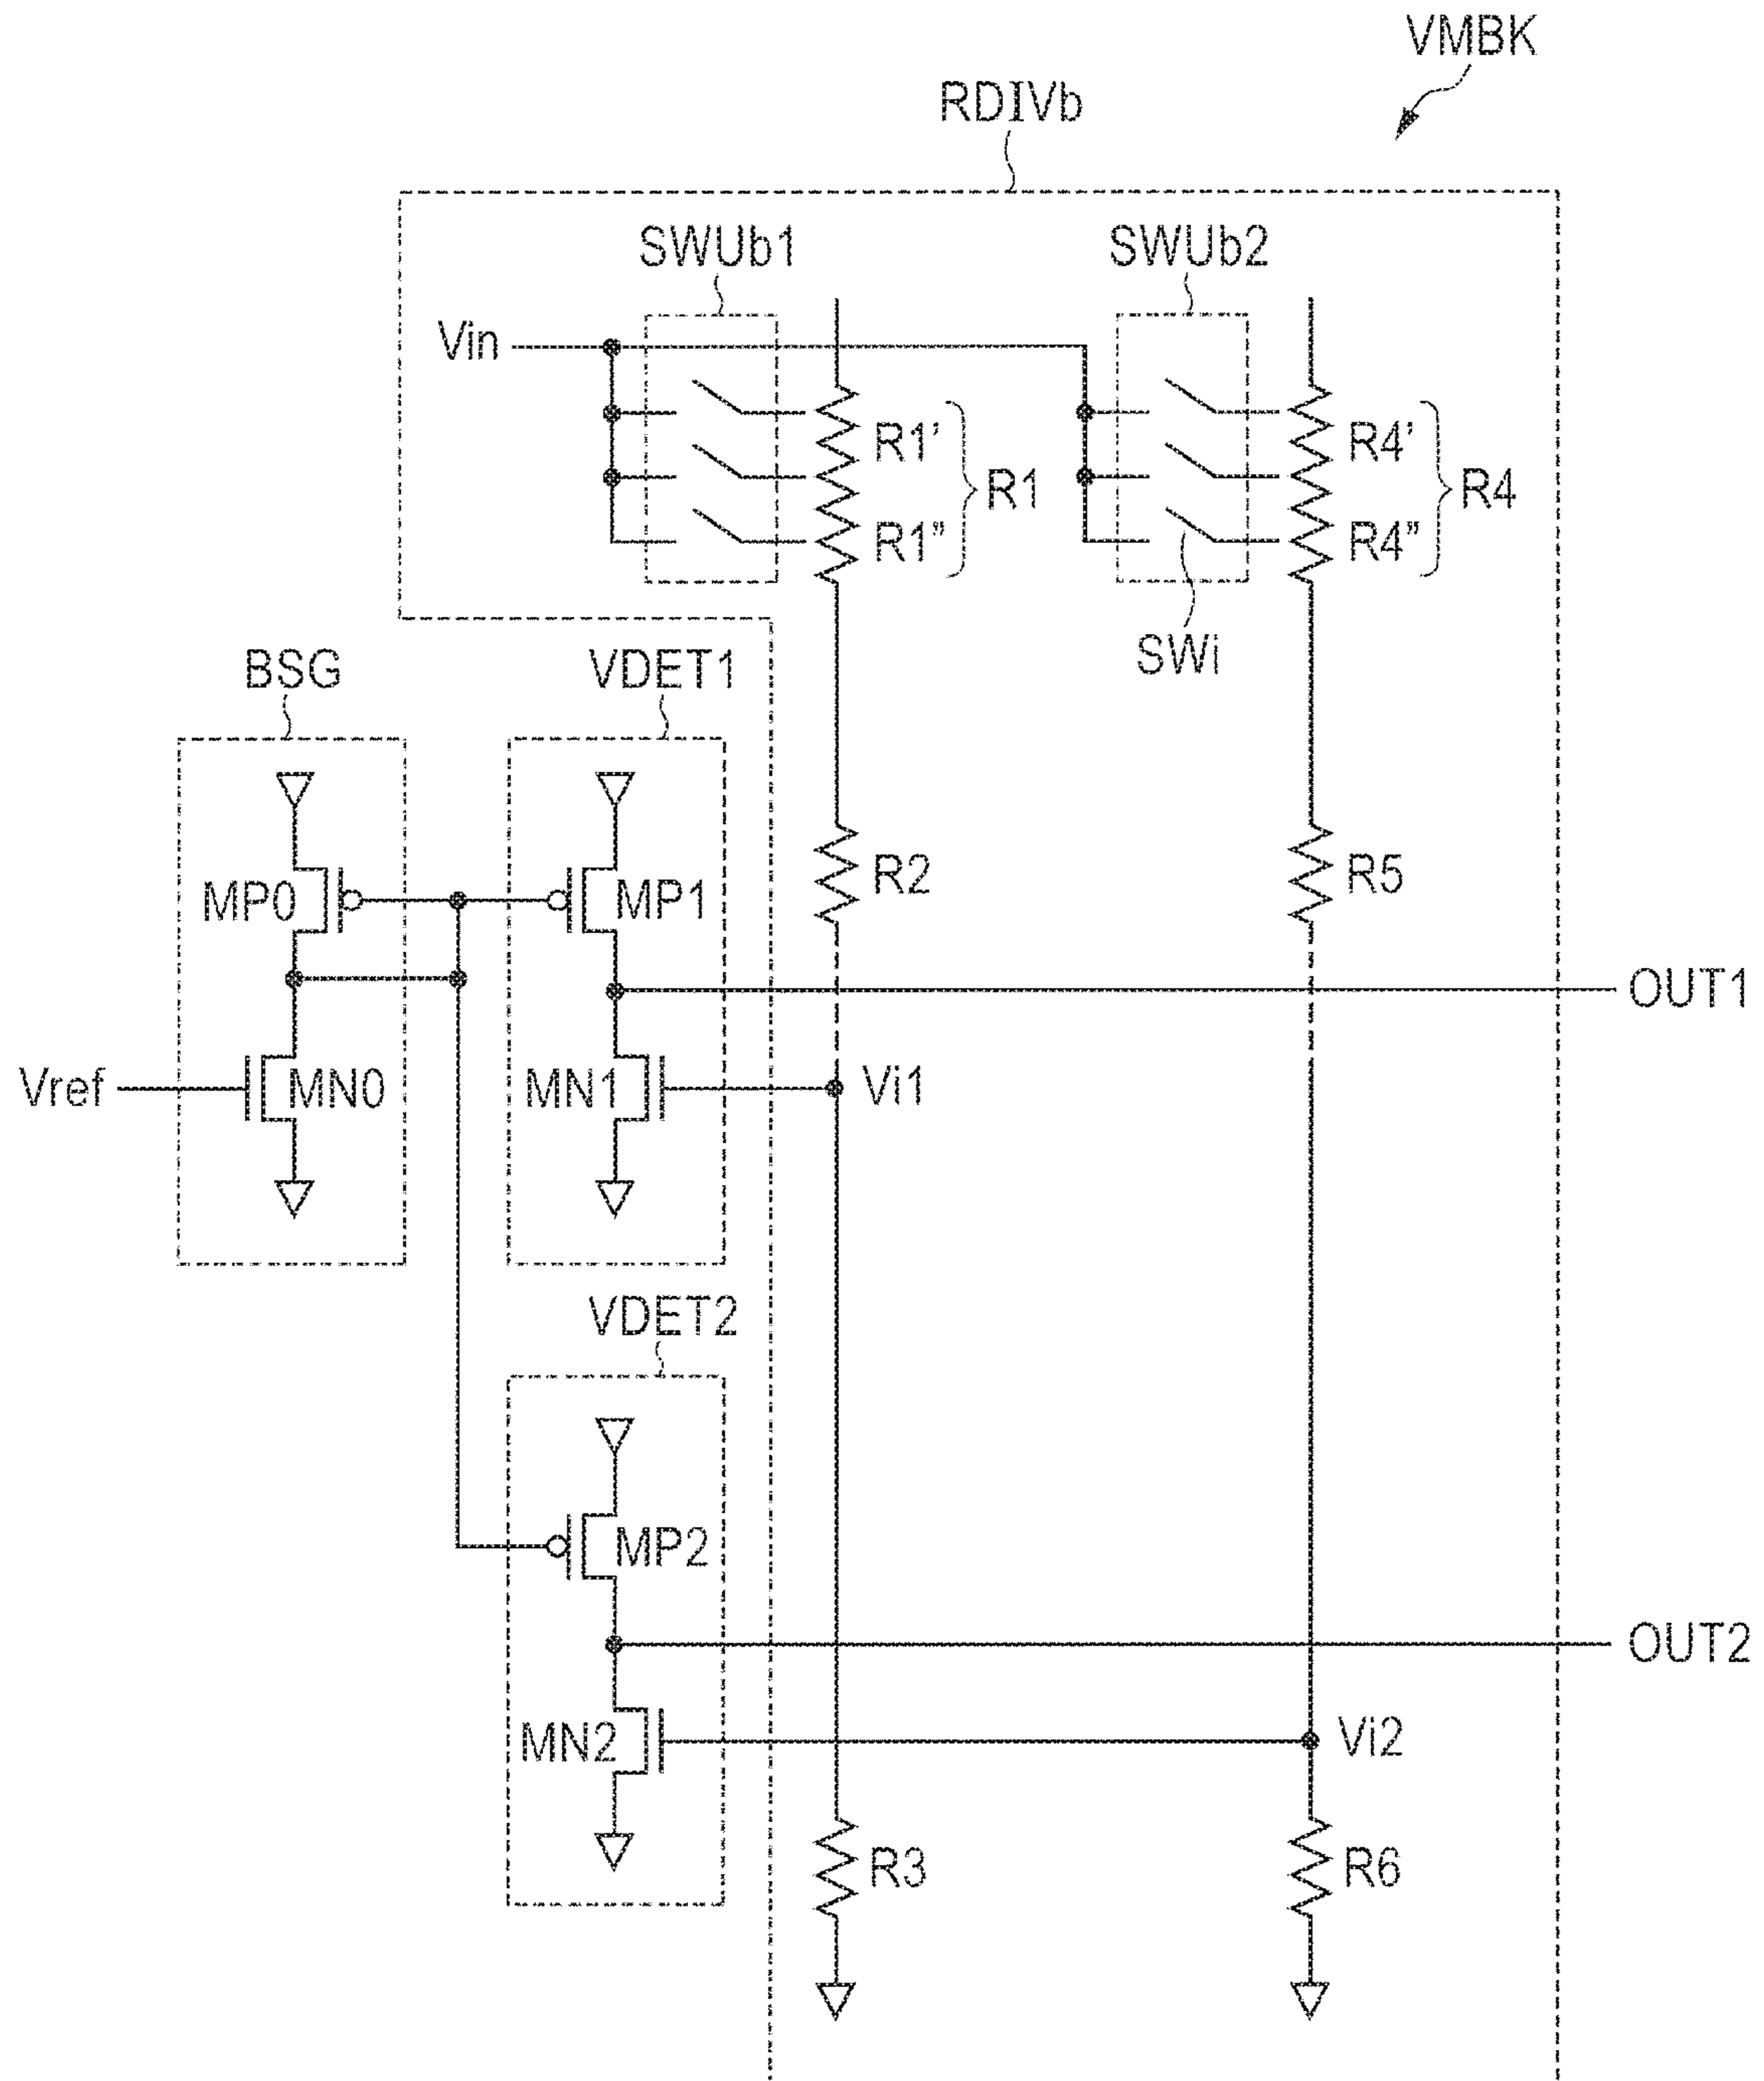 VMBK
RDIVb
SWUb1
SWUb2
Vin
R1’
R1
R1”
R4’
R4
R4”
SWi
BSG
VDET1
MP0
MP1
R2
R5
OUT1
Vref
MN0
MN1
Vi1
VDET2
MP2
OUT2
MN2
Vi2
R3
R6